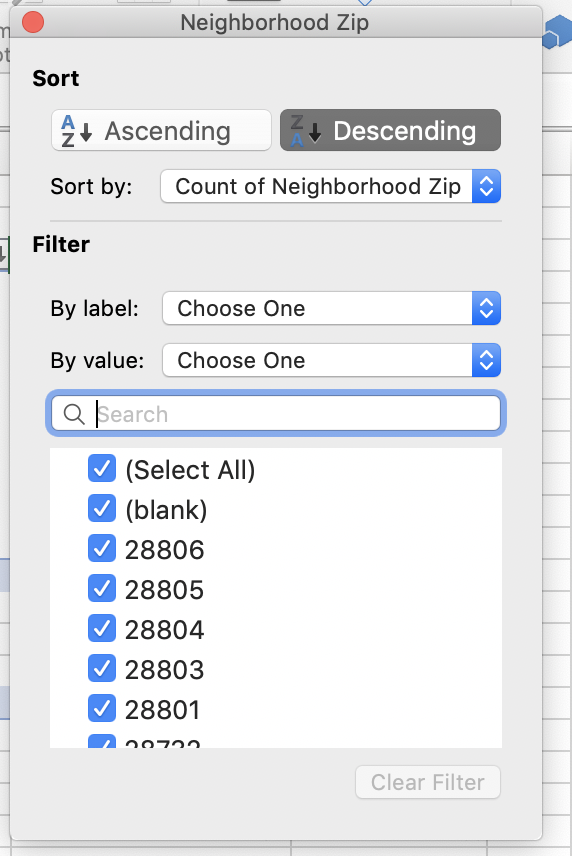 Neighborhood Zip
Sort
A
Z
Ascending
Z
A
Descending
Sort by:
Count of Neighborhood Zip
Filter
By label:
Choose One
By value:
Choose One
Search
(Select All)
(blank)
28806
28805
28804
28803
28801
Clear Filter